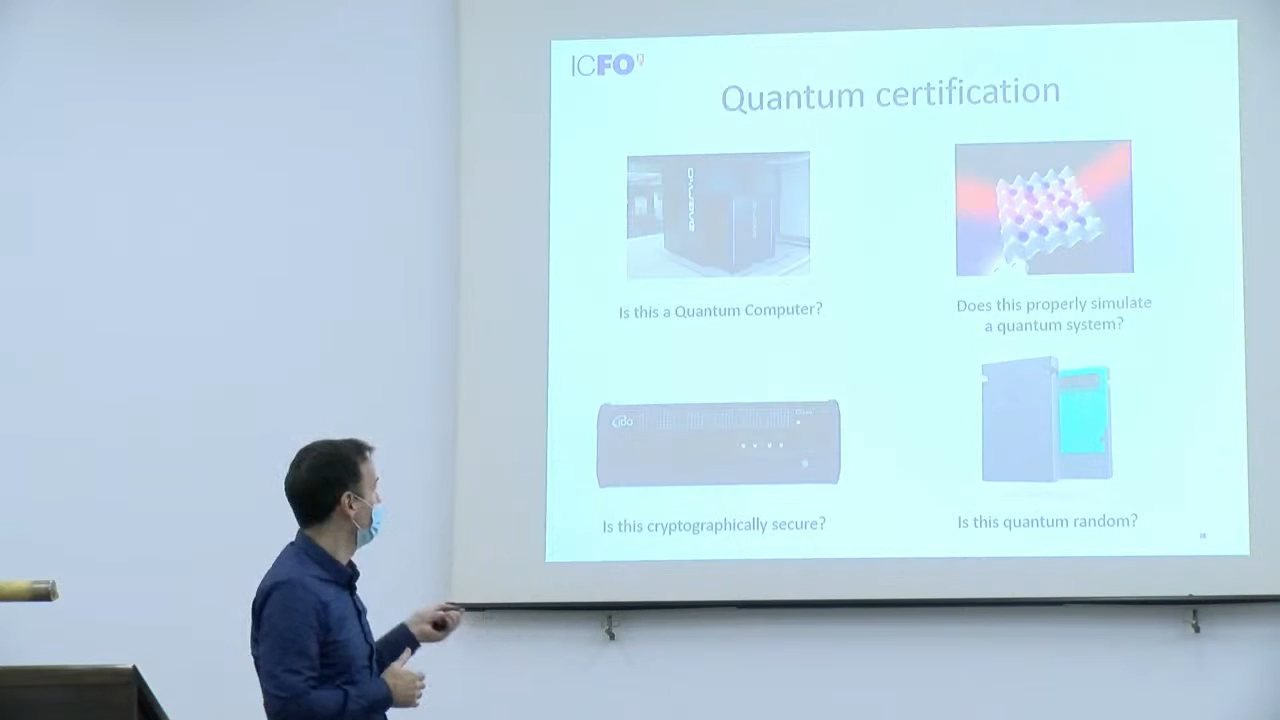 ICFO
Quantum certification
Is this a Quantum Computer?
Does this properly simulate
a quantum system?
Is this cryptographically secure?
Is this quantum random?